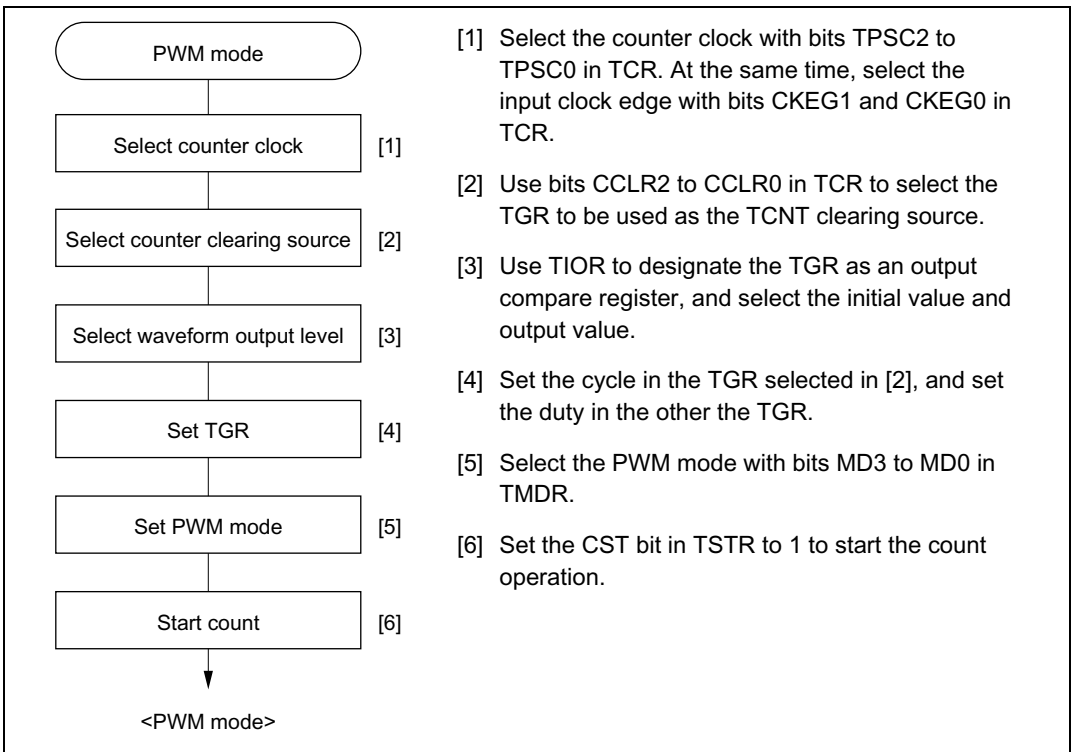 PWM mode
Select counter clock [1]
Select counter clearing source [2]
Select waveform output level [3]
Set TGR [4]
Set PWM mode [5]
Start count [6]
<PWM mode>
[1] Select the counter clock with bits TPSC2 to
TPSC0 in TCR. At the same time, select the
input clock edge with bits CKEG1 and CKEG0 in
TCR.
[2] Use bits CCLR2 to CCLR0 in TCR to select the
TGR to be used as the TCNT clearing source.
[3] Use TIOR to designate the TGR as an output
compare register, and select the initial value and
output value.
[4] Set the cycle in the TGR selected in [2], and set
the duty in the other the TGR.
[5] Select the PWM mode with bits MD3 to MD0 in
TMDR.
[6] Set the CST bit in TSTR to 1 to start the count
operation.